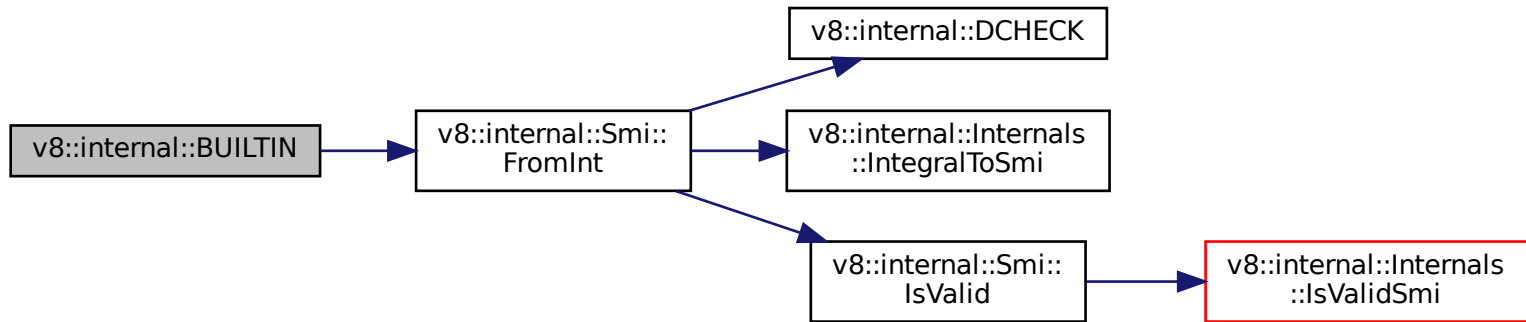 v8::internal::BUILTIN
v8::internal::Smi::
FromInt
v8::internal::DCHECK
v8::internal::Internals
::IntegralToSmi
v8::internal::Smi::
IsValid
v8::internal::Internals
::IsValidSmi